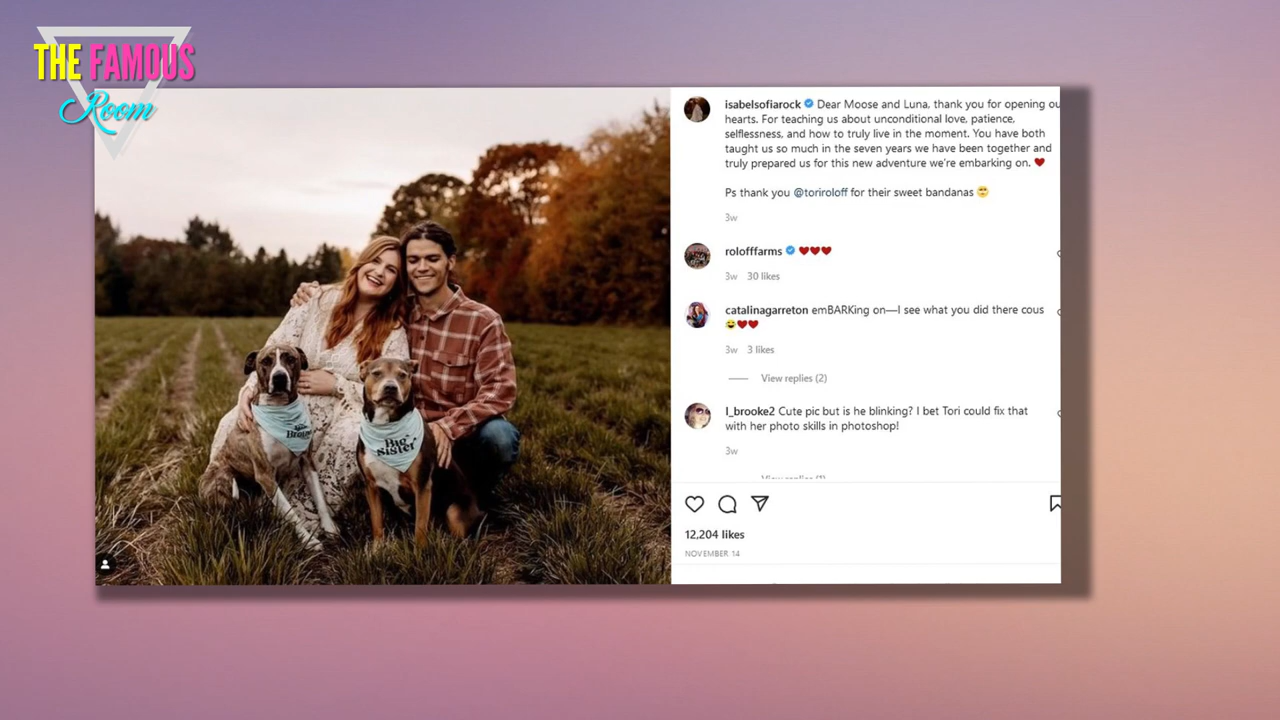 THE FAMOUS
Room
isabelsofiarock Dear Moose and Luna, thank you for opening ou
hearts. For teaching us about unconditional love, patience,
selflessness, and how to truly live in the moment. You have both
taught us so much in the seven years we have been together and
truly prepared us for this new adventure we're embarking on. ❤️
Ps thank you @toriroloff for their sweet bandanas 🥹
3w
rolofffarms ❤️❤️❤️
3w 30 likes
catalinagarreton emBARKing on—I see what you did there cous
😂❤️❤️
3w 3 likes
View replies (2)
l_brooke2 Cute pic but is he blinking? I bet Tori could fix that
with her photo skills in photoshop!
3w
View replies (1)
Big
Sister
12,204 likes
NOVEMBER 14